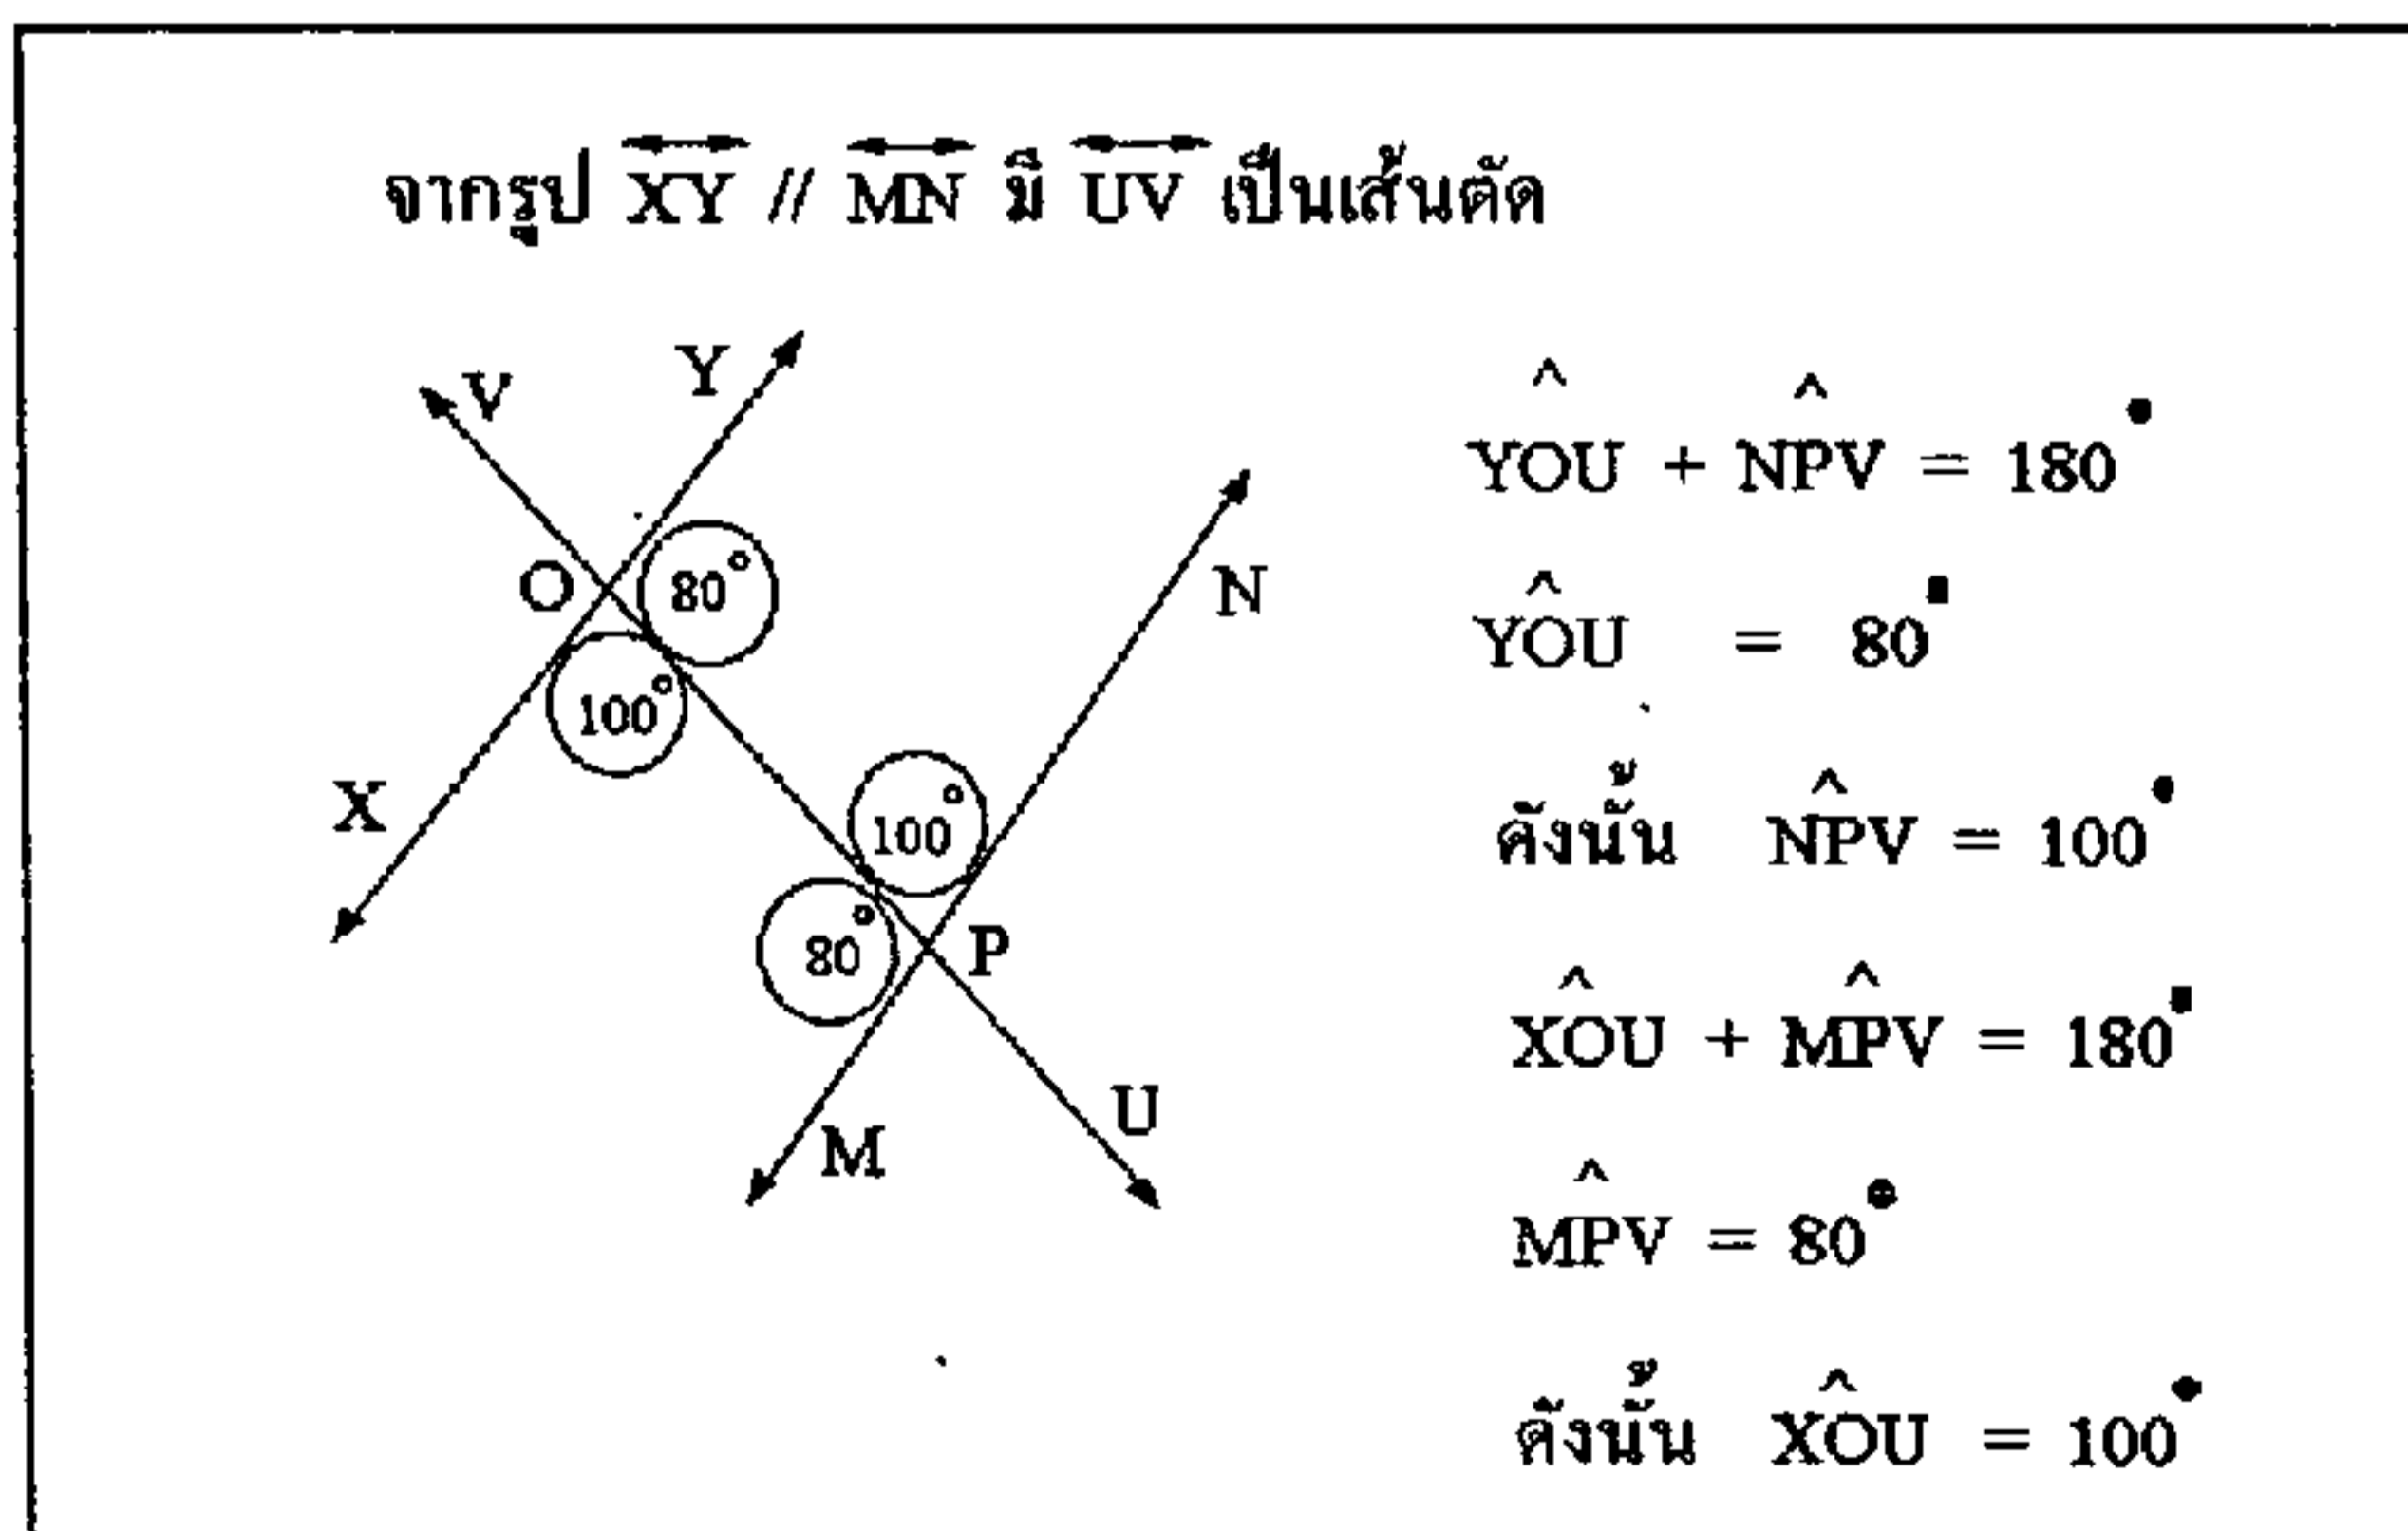 จากรูป XY // MN มี UV เป็นเส้นตัด
V
Y
O
80°
N
100°
X
100°
80°
P
M
U
YÔU + NP̂V = 180°
YÔU = 80°
ดังนั้น NP̂V = 100°
XÔU + MP̂V = 180°
MP̂V = 80°
ดังนั้น XÔU = 100°